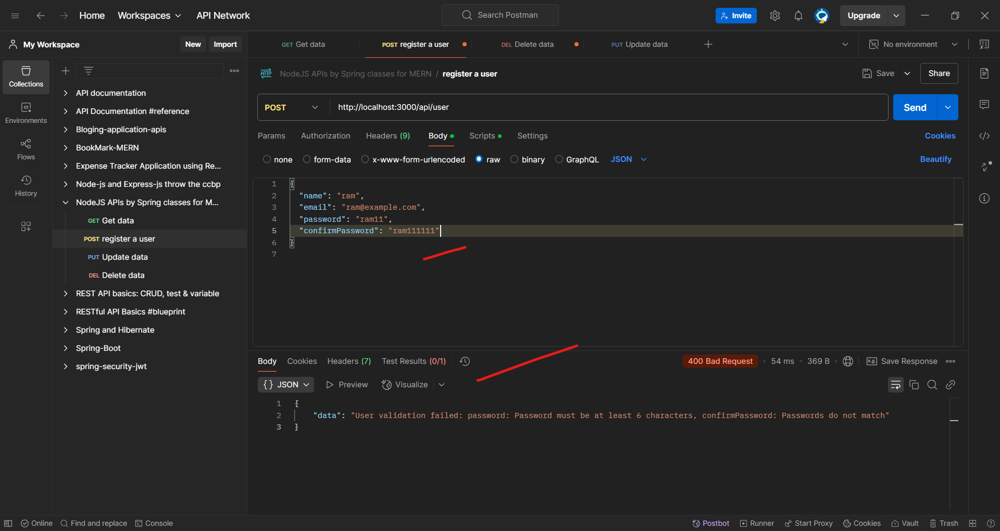 Home Workspaces API Network Search Postman Invite Upgrade
My Workspace New Import GET Get data POST register a user DEL Delete data PUT Update data No environment
Collections
Environments
Flows
History
API documentation
API Documentation #reference
Bloging-application-apis
BookMark-MERN
Expense Tracker Application using Re...
Node-js and Express-js throw the ccbp
NodeJS APIs by Spring classes for M...
GET Get data
POST register a user
PUT Update data
DEL Delete data
REST API basics: CRUD, test & variable
RESTful API Basics #blueprint
Spring and Hibernate
Spring-Boot
spring-security-jwt
HTTP NodeJS APIs by Spring classes for MERN / register a user Save Share
POST http://localhost:3000/api/user Send
Params Authorization Headers (9) Body Scripts Settings Cookies
none form-data x-www-form-urlencoded raw binary GraphQL JSON Beautify
1 {
2 "name": "ram",
3 "email": "ram@example.com",
4 "password": "ram11",
5 "confirmPassword": "ram111111"
6 }
7
Body Cookies Headers (7) Test Results (0/1) 400 Bad Request • 54 ms • 369 B • e.g. Save Response
{} JSON Preview Visualize
1 {
2 "data": "User validation failed: password: Password must be at least 6 characters, confirmPassword: Passwords do not match"
3 }
Online Find and replace Console Postbot Runner Start Proxy Cookies Vault Trash